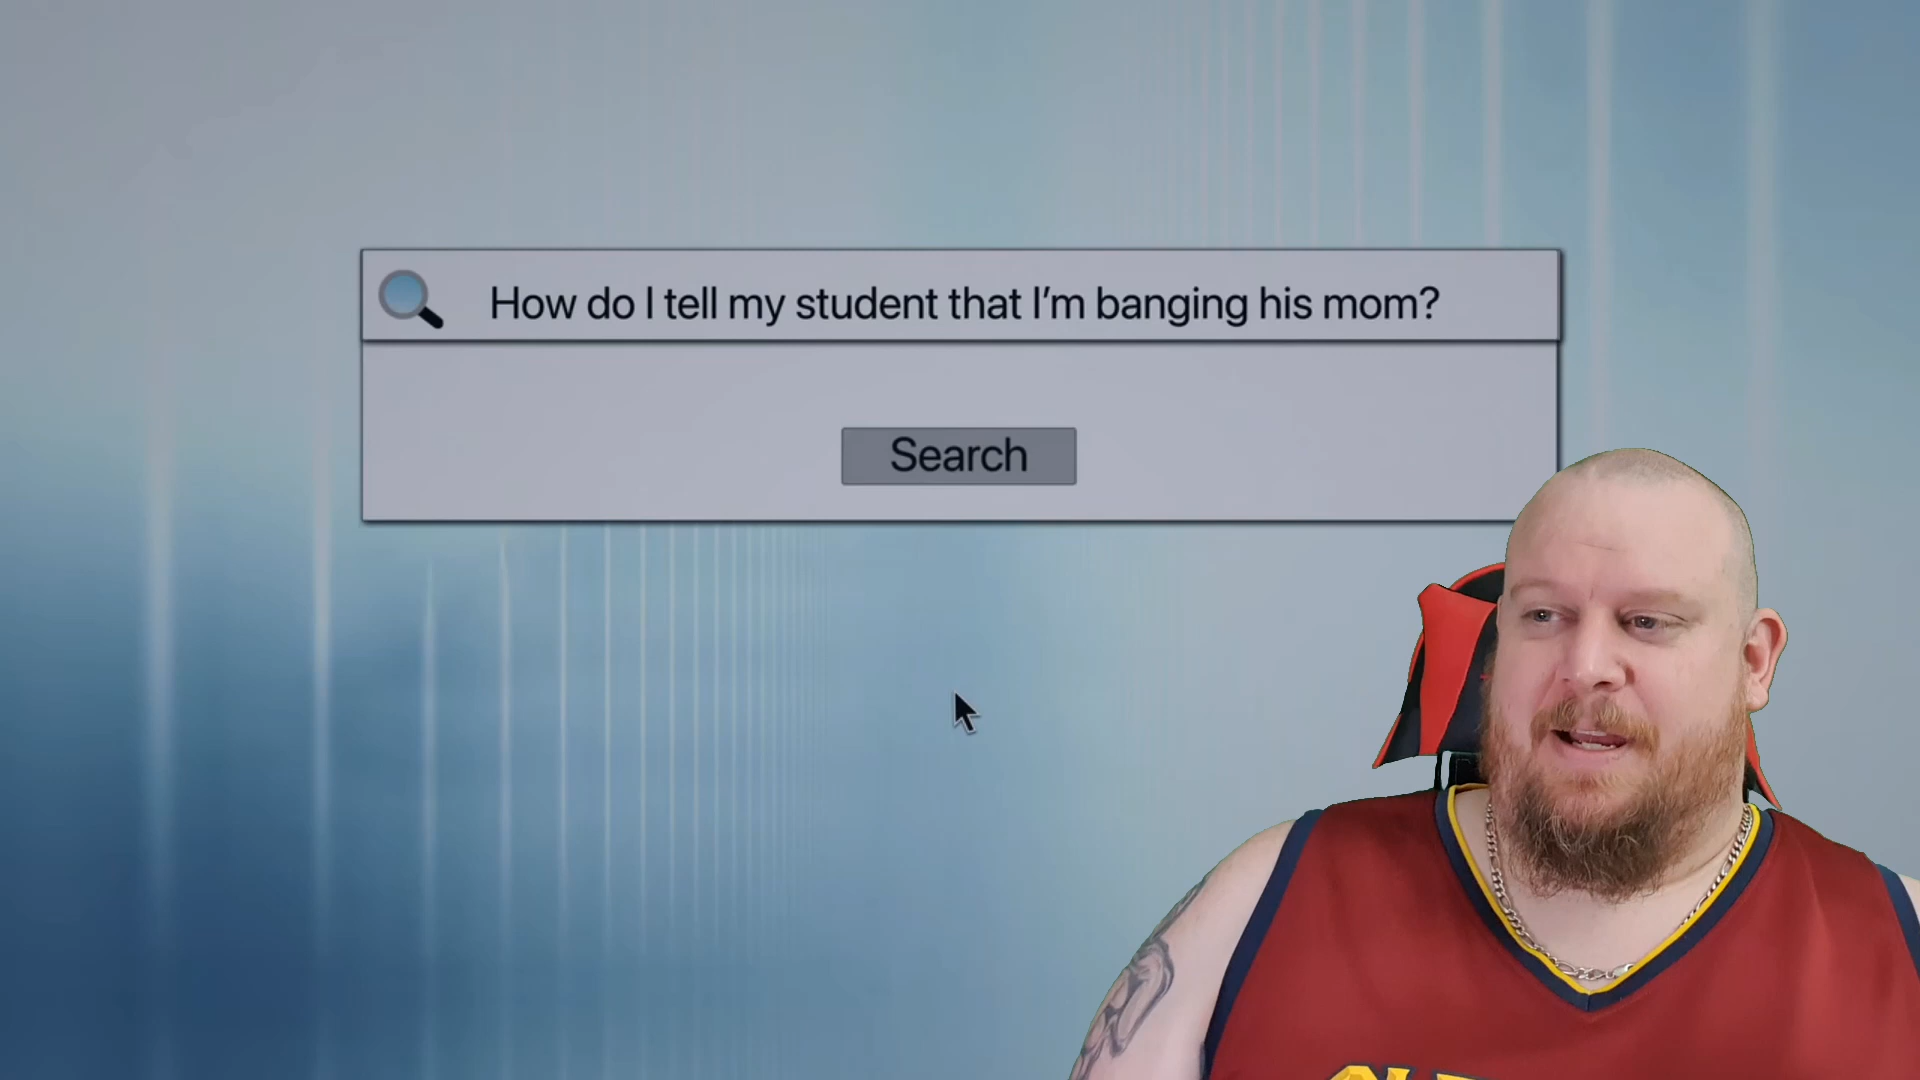 How do I tell my student that I’m banging his mom?
Search